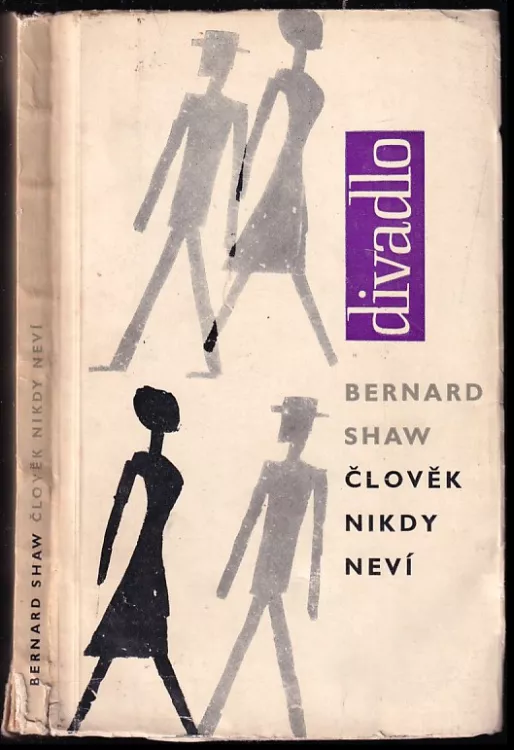 divadlo
BERNARD
SHAW
ČLOVĚK
NIKDY
NEVÍ
BERNARD SHAW ČLOVĚK NIKDY NEVÍ